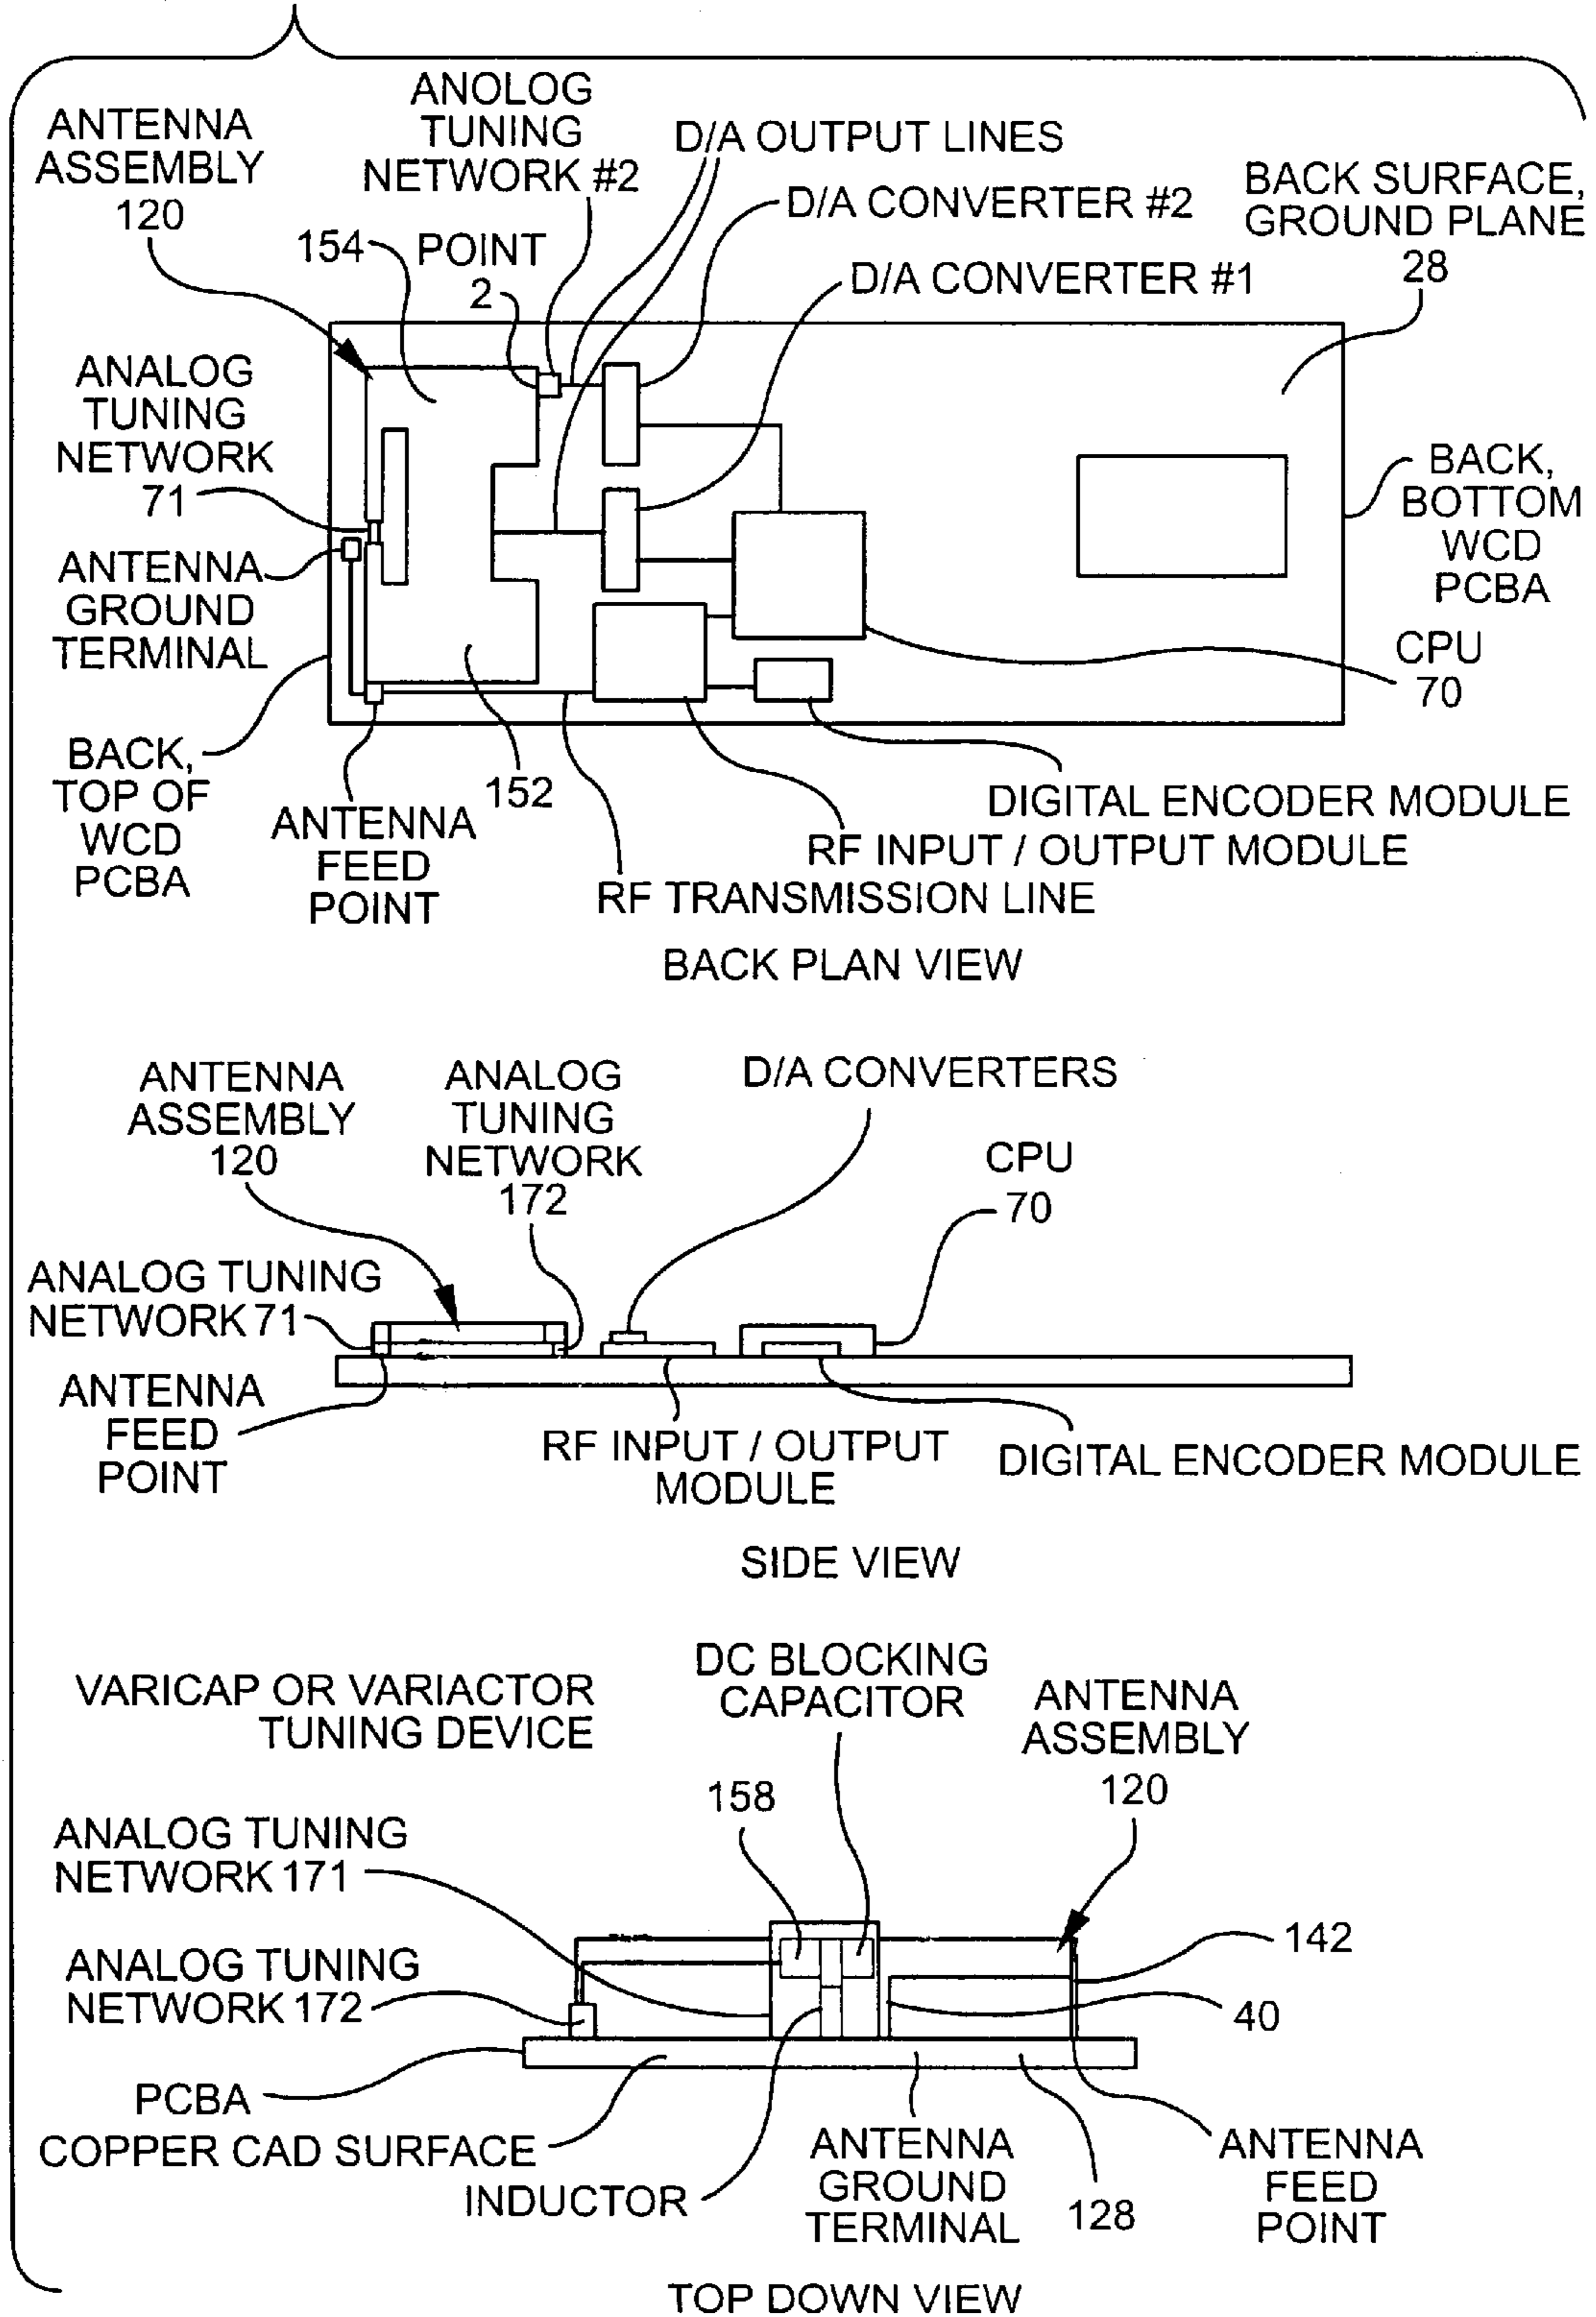 ANTENNA
ASSEMBLY
120
ANOLOG
TUNING
NETWORK #2
D/A OUTPUT LINES
D/A CONVERTER #2
BACK SURFACE,
GROUND PLANE
28
154
POINT
2
D/A CONVERTER #1
ANALOG
TUNING
NETWORK
71
ANTENNA
GROUND
TERMINAL
BACK,
BOTTOM
WCD
PCBA
CPU
70
BACK,
TOP OF
WCD
PCBA
152
ANTENNA
FEED
POINT
DIGITAL ENCODER MODULE
RF INPUT / OUTPUT MODULE
RF TRANSMISSION LINE
BACK PLAN VIEW
ANTENNA
ASSEMBLY
120
ANALOG
TUNING
NETWORK
172
D/A CONVERTERS
CPU
70
ANALOG TUNING
NETWORK 71
ANTENNA
FEED
POINT
RF INPUT / OUTPUT
MODULE
DIGITAL ENCODER MODULE
SIDE VIEW
VARICAP OR VARIACTOR
TUNING DEVICE
DC BLOCKING
CAPACITOR
ANTENNA
ASSEMBLY
120
158
ANALOG TUNING
NETWORK 171
142
ANALOG TUNING
NETWORK 172
40
PCBA
COPPER CAD SURFACE
INDUCTOR
ANTENNA
GROUND
TERMINAL
128
ANTENNA
FEED
POINT
TOP DOWN VIEW